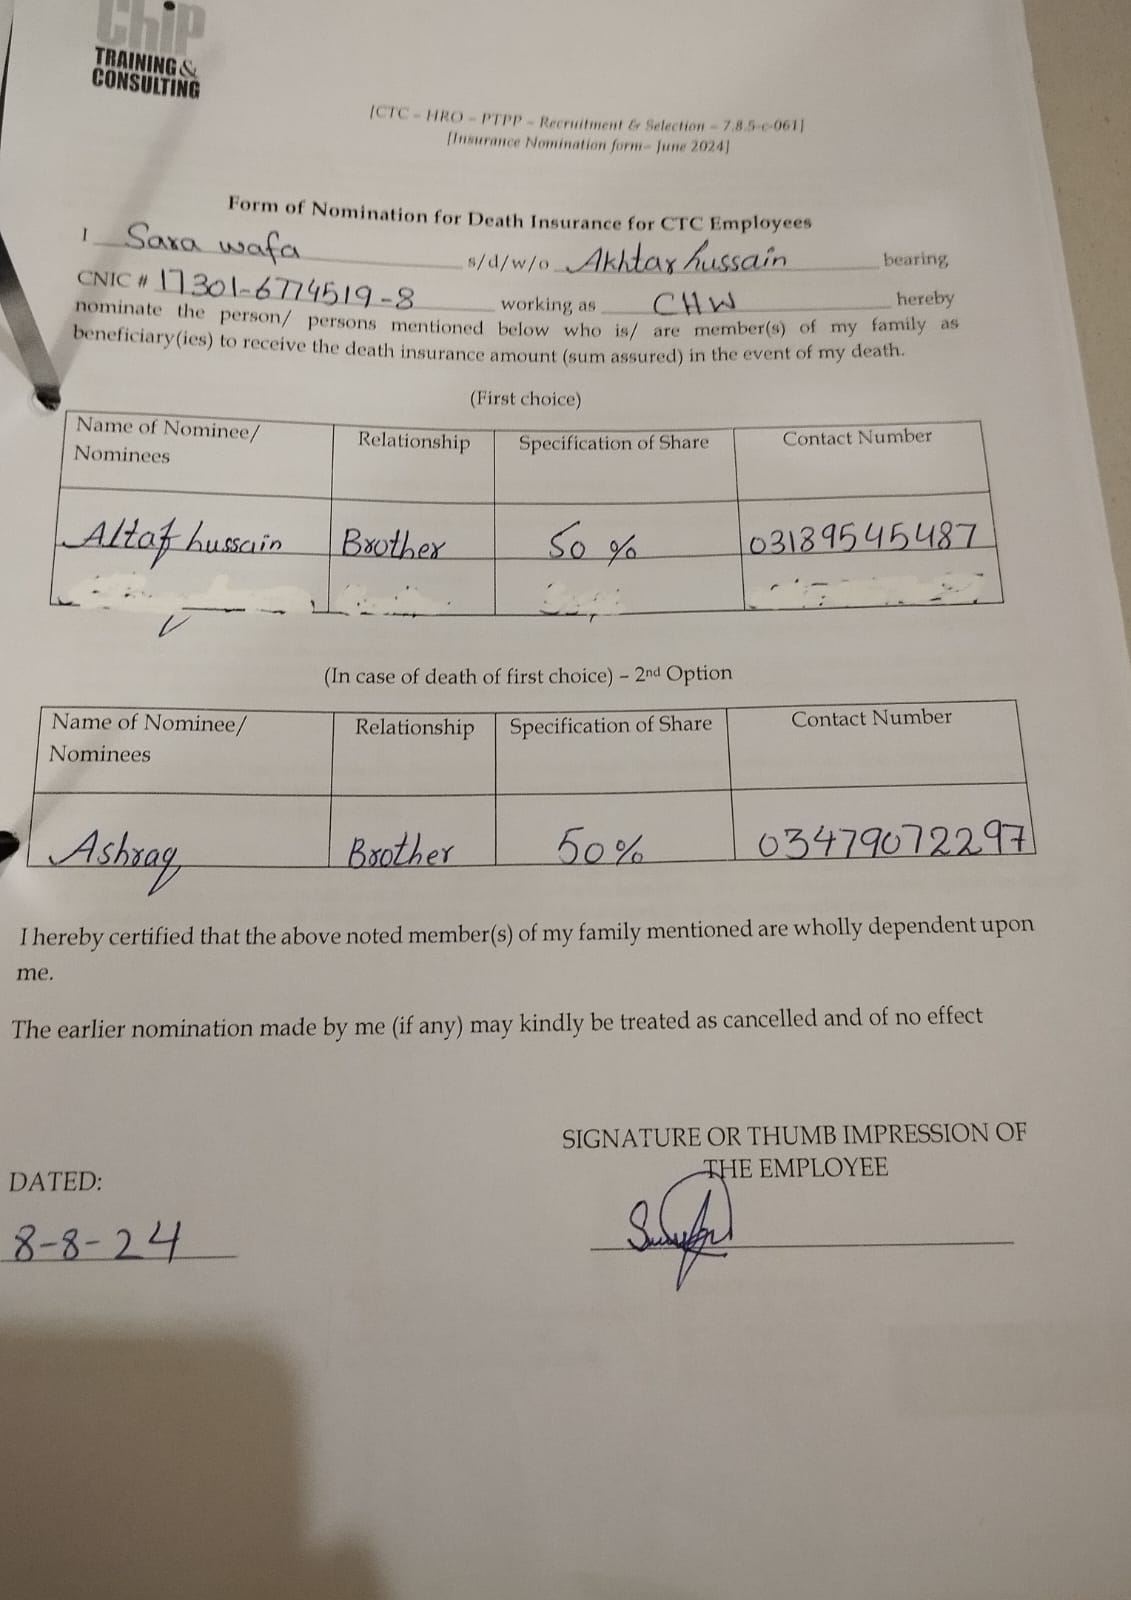 Chip
TRAINING &
CONSULTING
[CTC – HRO – PTPP – Recruitment & Selection – 7.8.5-c-061]
[Insurance Nomination form– June 2024]
Form of Nomination for Death Insurance for CTC Employees
I Sara wafa s/d/w/o Akhtar hussain bearing
CNIC # 17301-6774519-8 working as CHW hereby
nominate the person/ persons mentioned below who is/ are member(s) of my family as
beneficiary(ies) to receive the death insurance amount (sum assured) in the event of my death.
(First choice)
Name of Nominee/ Nominees Relationship Specification of Share Contact Number
Altaf hussain Brother 50 % 03189545487
(In case of death of first choice) – 2nd Option
Name of Nominee/ Nominees Relationship Specification of Share Contact Number
Ashraq Brother 50% 03479072297
I hereby certified that the above noted member(s) of my family mentioned are wholly dependent upon
me.
The earlier nomination made by me (if any) may kindly be treated as cancelled and of no effect
SIGNATURE OR THUMB IMPRESSION OF
THE EMPLOYEE
DATED:
8-8-24